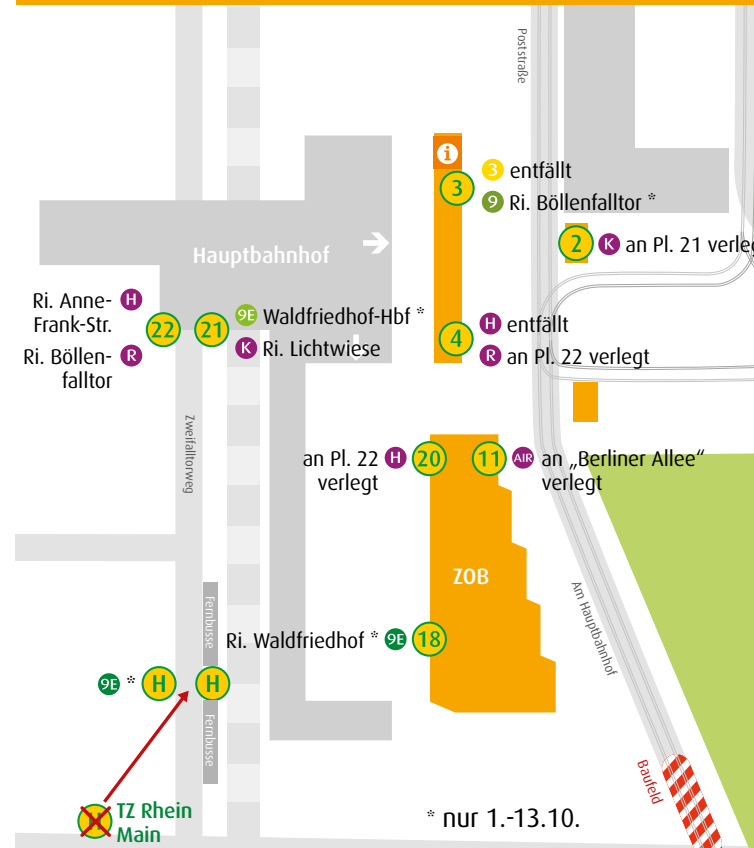 Poststraße
i
3
3 entfällt
9 Ri. Böllenfalltor *
2 K an Pl. 21 verleg
Hauptbahnhof
Ri. Anne- H
Frank-Str.
22
Ri. Böllen- R
falltor
21
9E Waldfriedhof-Hbf *
K Ri. Lichtwiese
4
H entfällt
R an Pl. 22 verlegt
Zweifalltorweg
an Pl. 22 H 20
verlegt
11 AIR an „Berliner Allee“
verlegt
ZOB
Am Hauptbahnhof
Fernbusse
Ri. Waldfriedhof * 9E 18
9E * H
H
Fernbusse
Baufeld
H TZ Rhein
Main
* nur 1.-13.10.